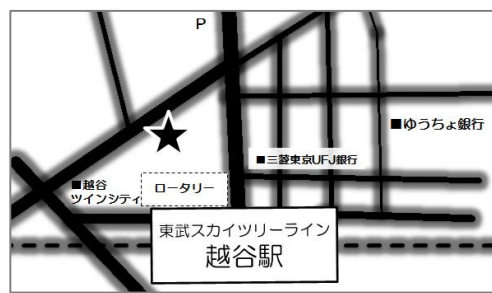 P
■ゆうちょ銀行
■三菱東京UFJ銀行
■越谷
ツインシティ
ロータリー
東武スカイツリーライン
越谷駅